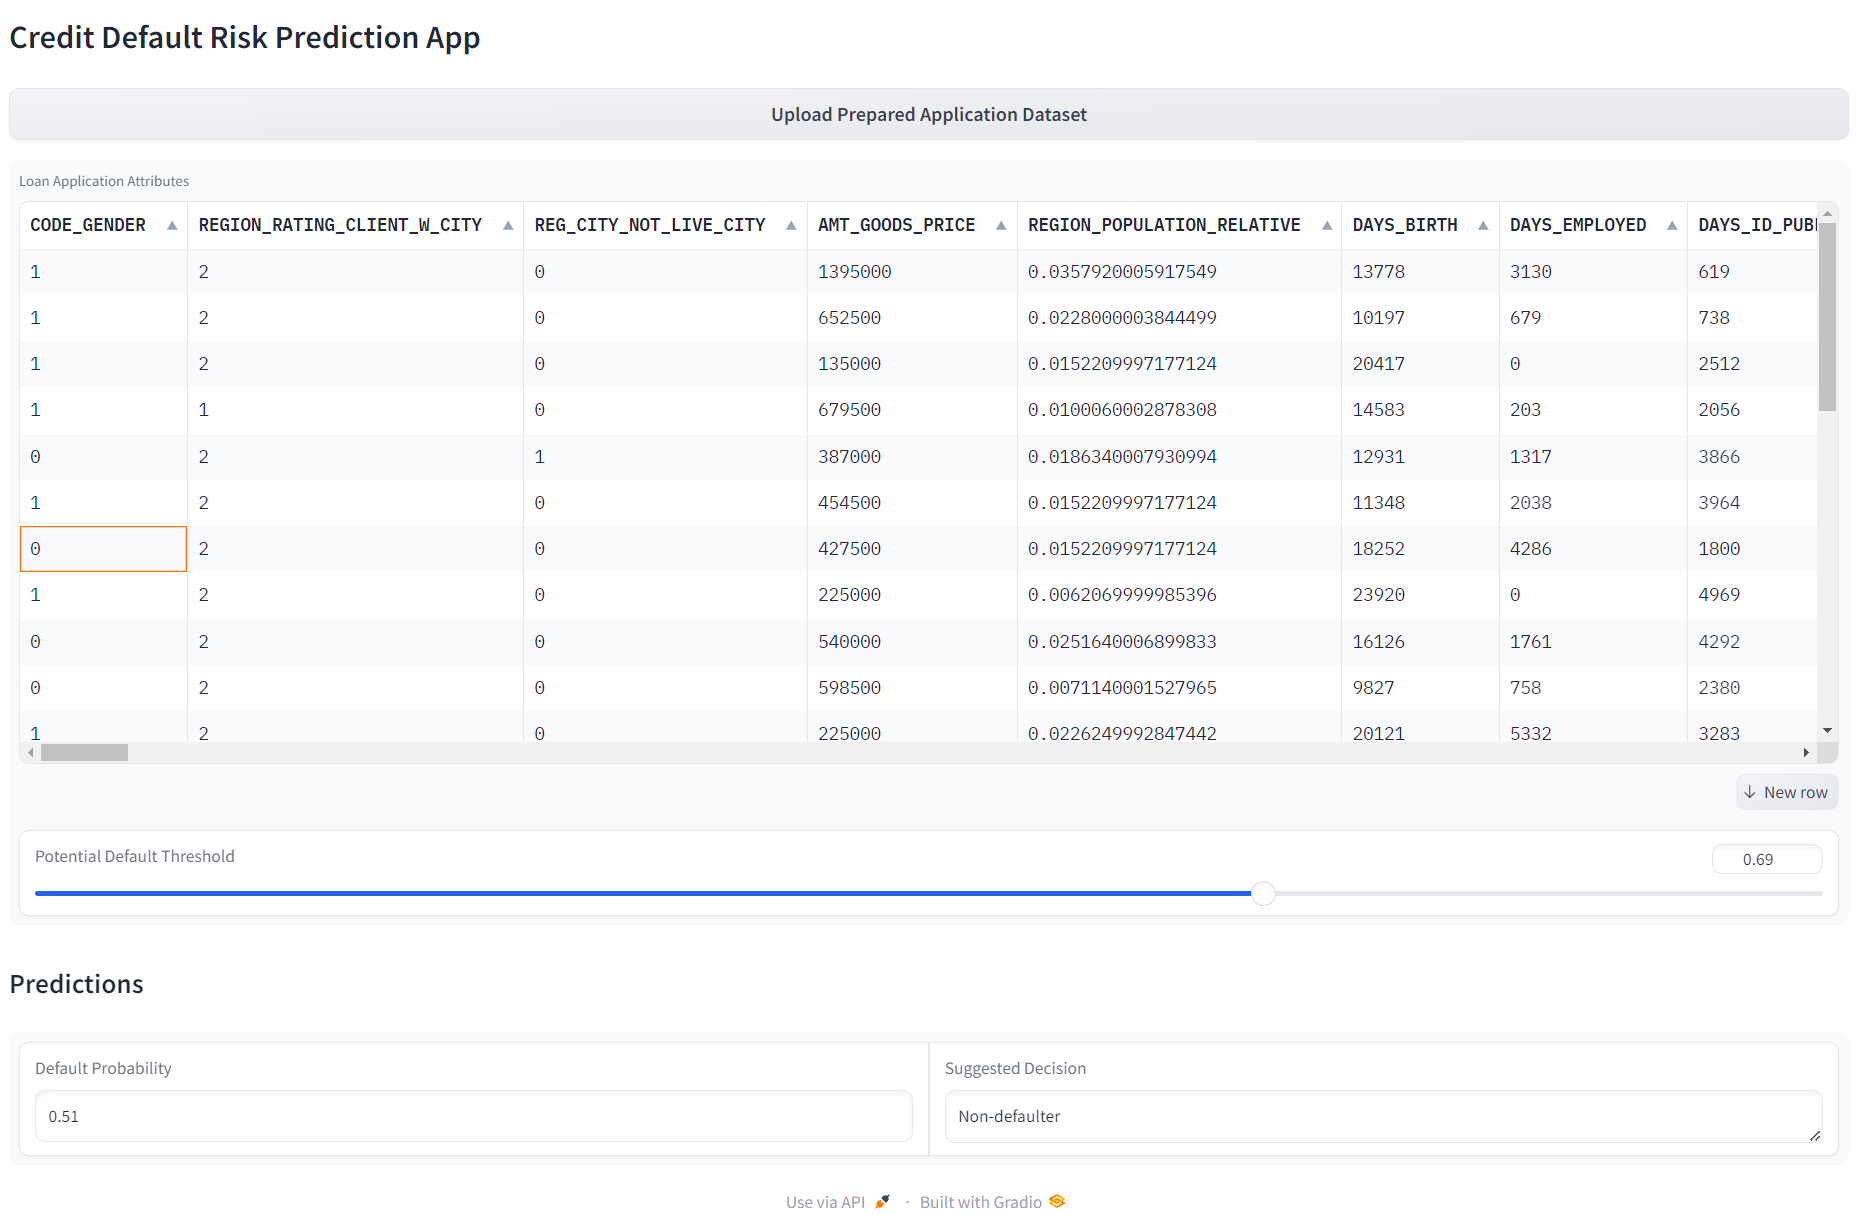 Credit Default Risk Prediction App
Upload Prepared Application Dataset
Loan Application Attributes
CODE_GENDER REGION_RATING_CLIENT_W_CITY REG_CITY_NOT_LIVE_CITY AMT_GOODS_PRICE REGION_POPULATION_RELATIVE DAYS_BIRTH DAYS_EMPLOYED DAYS_ID_PUB
1 2 0 1395000 0.0357920005917549 13778 3130 619
1 2 0 652500 0.0228000003844499 10197 679 738
1 2 0 135000 0.0152209997177124 20417 0 2512
1 1 0 679500 0.0100060002878308 14583 203 2056
0 2 1 387000 0.0186340007930994 12931 1317 3866
1 2 0 454500 0.0152209997177124 11348 2038 3964
0 2 0 427500 0.0152209997177124 18252 4286 1800
1 2 0 225000 0.0062069999985396 23920 0 4969
0 2 0 540000 0.0251640006899833 16126 1761 4292
0 2 0 598500 0.0071140001527965 9827 758 2380
1 2 0 225000 0.0226249992847442 20121 5332 3283
↓ New row
Potential Default Threshold 0.69
Predictions
Default Probability Suggested Decision
0.51 Non-defaulter
Use via API · Built with Gradio